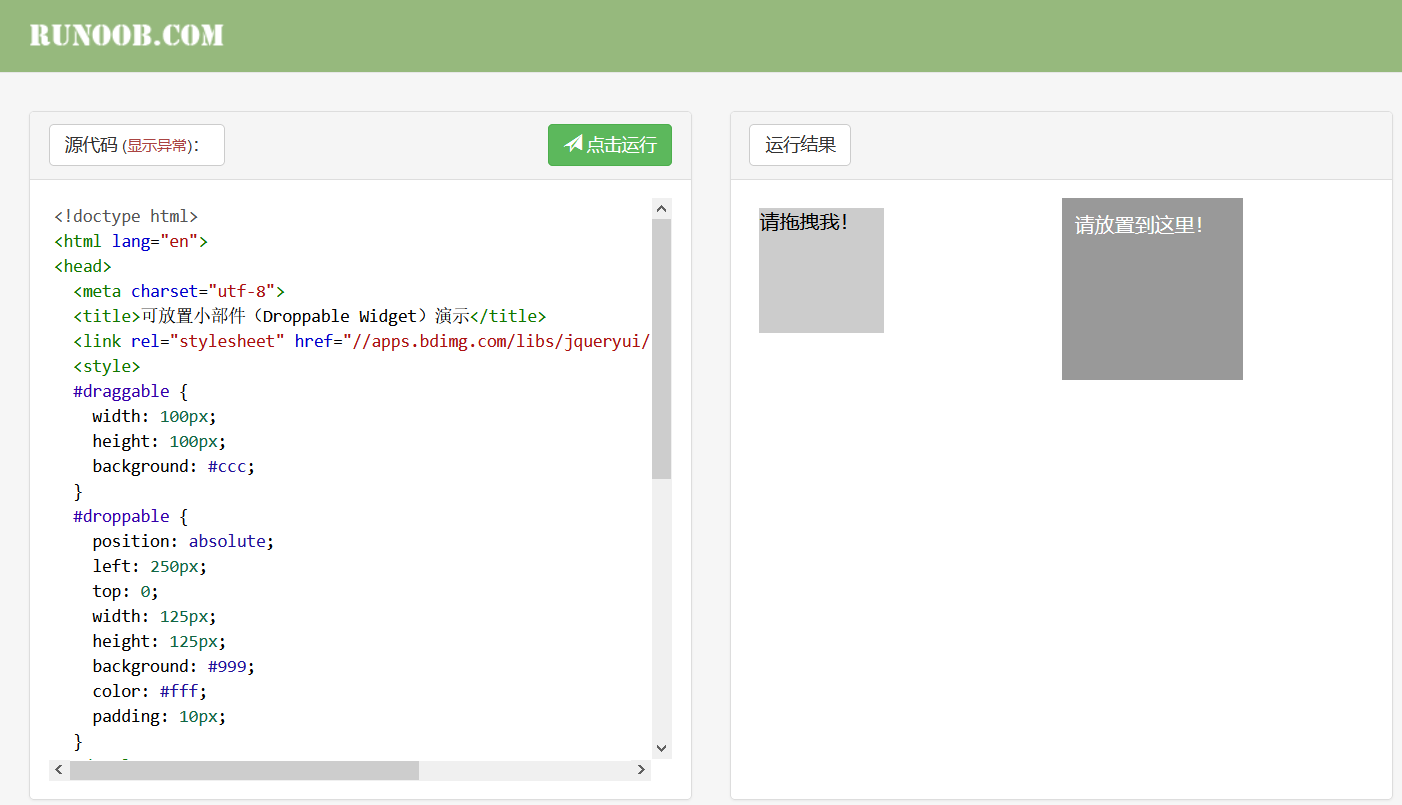 RUNOOB.COM
源代码 (显示异常)：
点击运行
<!doctype html>
<html lang="en">
<head>
  <meta charset="utf-8">
  <title>可放置小部件（Droppable Widget）演示</title>
  <link rel="stylesheet" href="//apps.bdimg.com/libs/jqueryui/
  <style>
  #draggable {
    width: 100px;
    height: 100px;
    background: #ccc;
  }
  #droppable {
    position: absolute;
    left: 250px;
    top: 0;
    width: 125px;
    height: 125px;
    background: #999;
    color: #fff;
    padding: 10px;
  }
运行结果
请拖拽我！
请放置到这里！